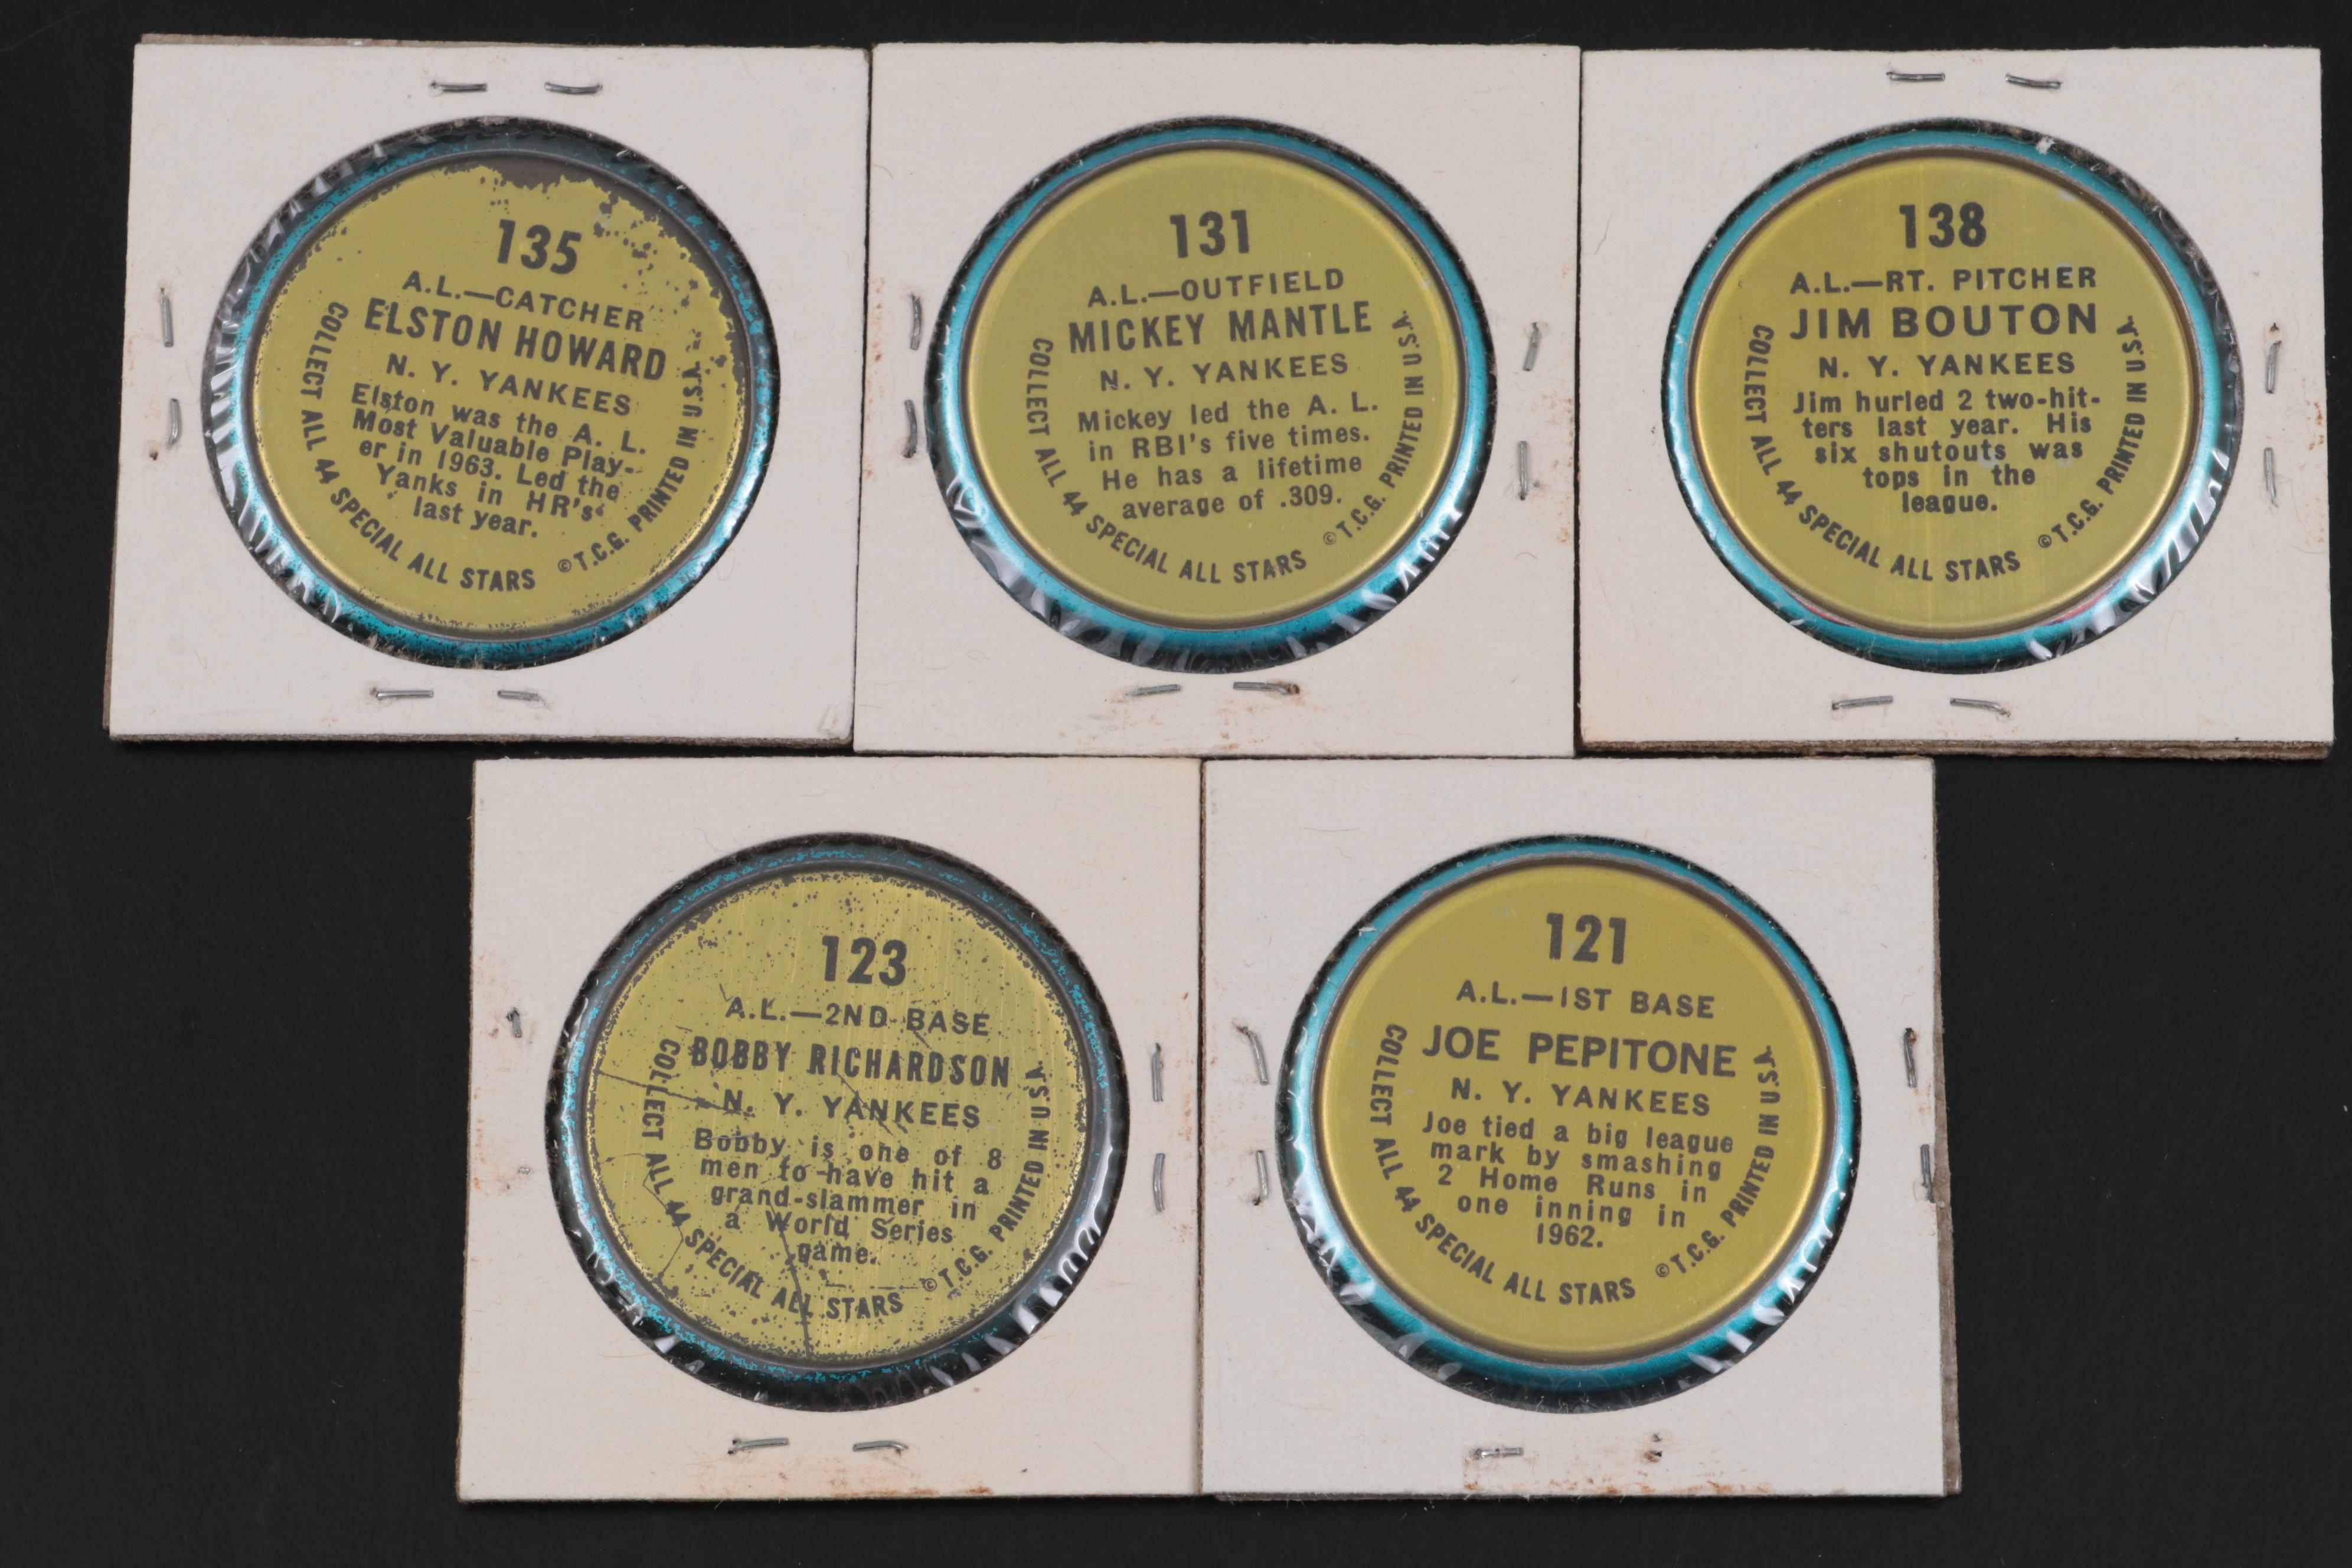 135
A.L.—CATCHER
ELSTON HOWARD
N. Y. YANKEES
Elston was the A. L.
Most Valuable Play-
er in 1963. Led the
Yanks in HR's
last year.
COLLECT ALL 44 SPECIAL ALL STARS
©T.C.G. PRINTED IN U.S.A.
131
A.L.—OUTFIELD
MICKEY MANTLE
N. Y. YANKEES
Mickey led the A. L.
in RBI's five times.
He has a lifetime
average of .309.
COLLECT ALL 44 SPECIAL ALL STARS
©T.C.G. PRINTED IN U.S.A.
138
A.L.—RT. PITCHER
JIM BOUTON
N. Y. YANKEES
Jim hurled 2 two-hit-
ters last year. His
six shutouts was
tops in the
league.
COLLECT ALL 44 SPECIAL ALL STARS
©T.C.G. PRINTED IN U.S.A.
123
A.L.—2ND BASE
BOBBY RICHARDSON
N. Y. YANKEES
Bobby is one of 8
men to have hit a
grand-slammer in
a World Series
game.
COLLECT ALL 44 SPECIAL ALL STARS
©T.C.G. PRINTED IN U.S.A.
121
A.L.—1ST BASE
JOE PEPITONE
N. Y. YANKEES
Joe tied a big league
mark by smashing
2 Home Runs in
one inning in
1962.
COLLECT ALL 44 SPECIAL ALL STARS
©T.C.G. PRINTED IN U.S.A.